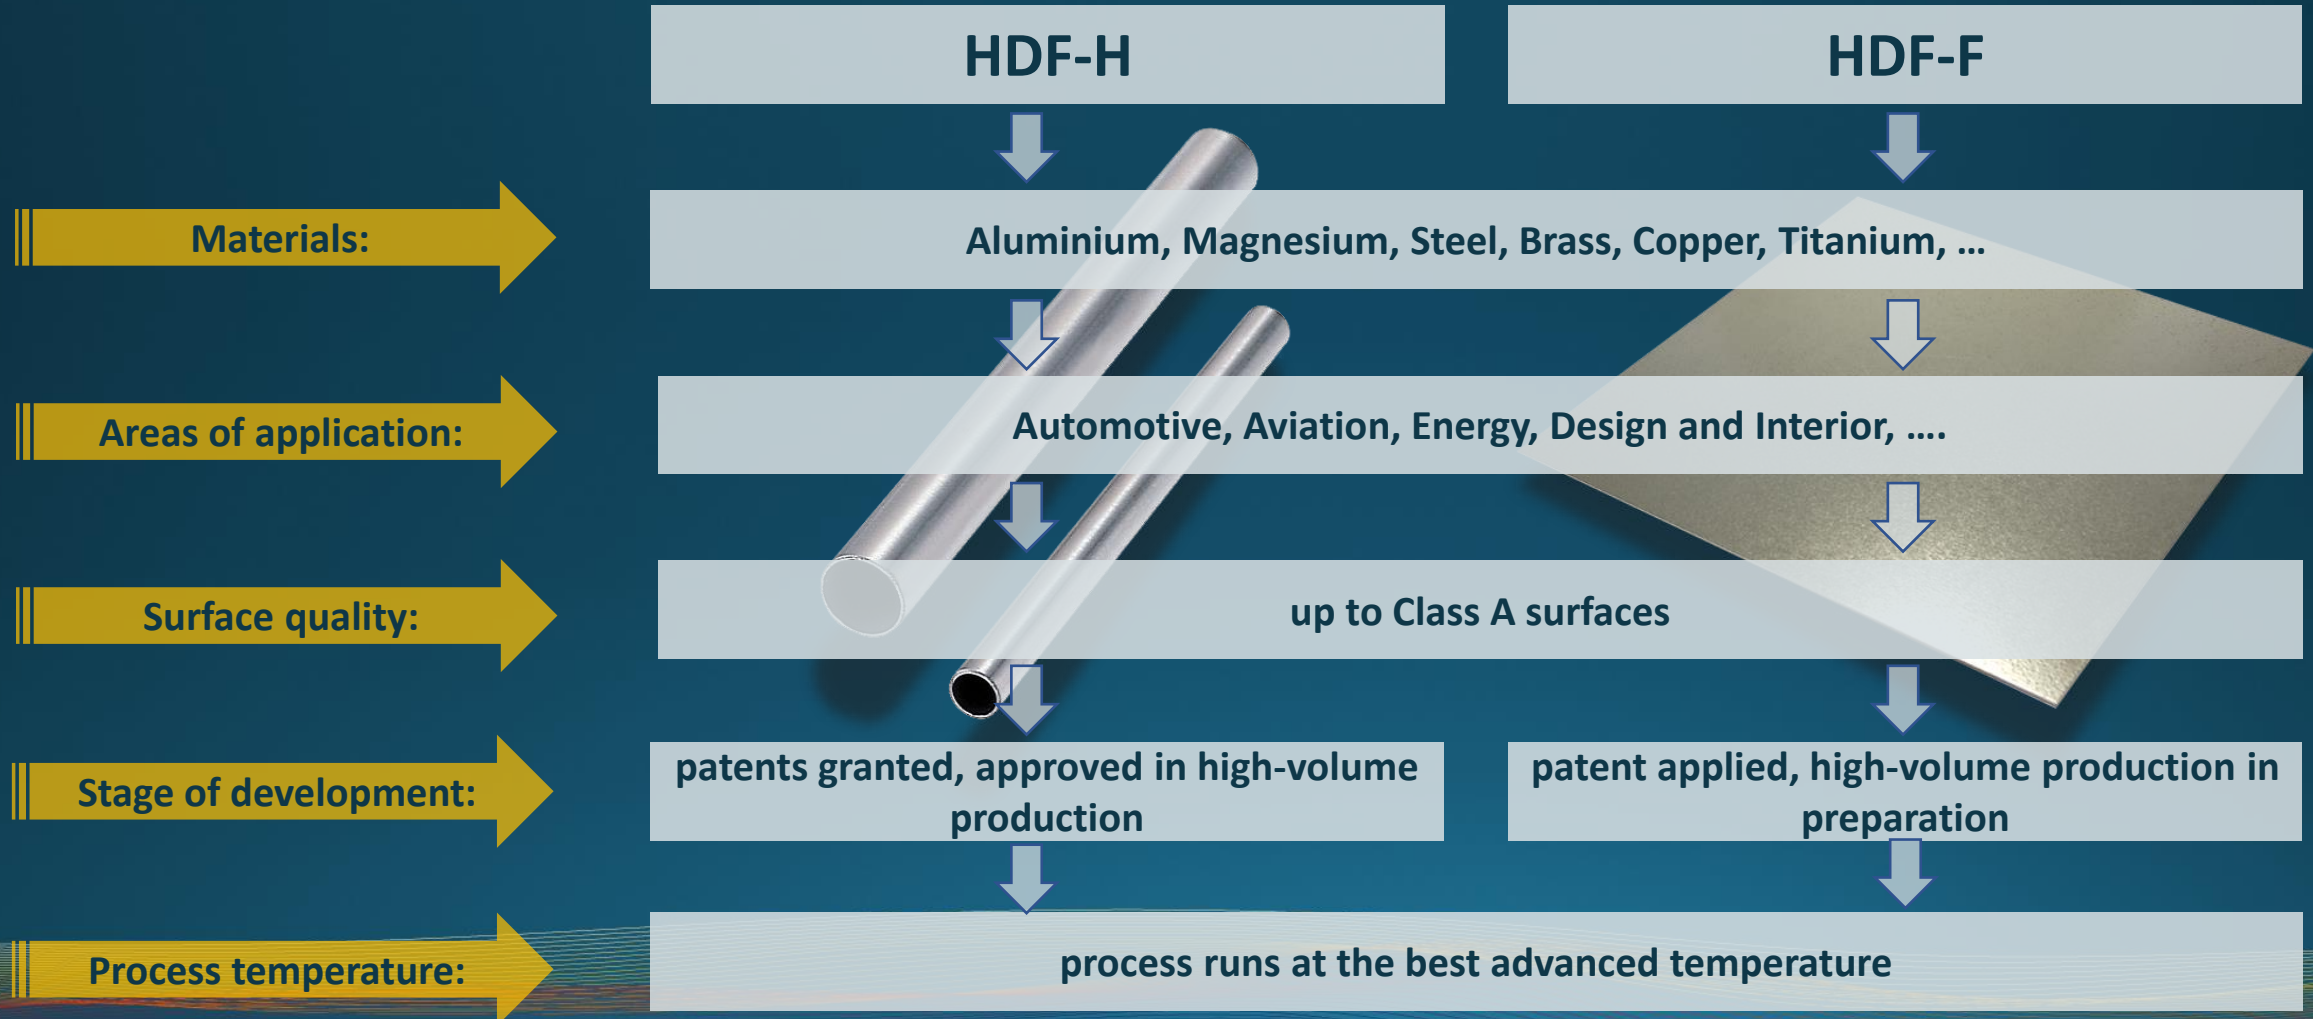 HDF-H
HDF-F
Materials:
Aluminium, Magnesium, Steel, Brass, Copper, Titanium, ...
Areas of application:
Automotive, Aviation, Energy, Design and Interior, ....
Surface quality:
up to Class A surfaces
Stage of development:
patents granted, approved in high-volume
production
patent applied, high-volume production in
preparation
Process temperature:
process runs at the best advanced temperature